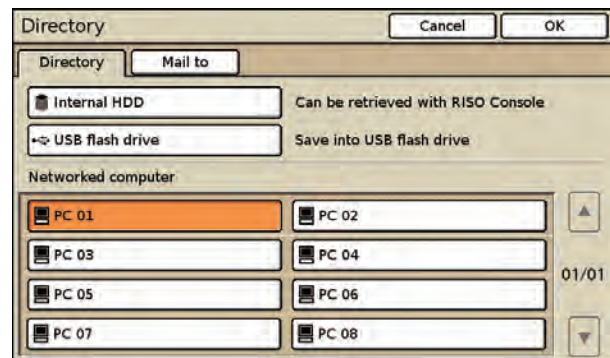 Directory Cancel OK
Directory Mail to
Internal HDD Can be retrieved with RISO Console
USB flash drive Save into USB flash drive
Networked computer
PC 01 PC 02
PC 03 PC 04
01/01
PC 05 PC 06
PC 07 PC 08